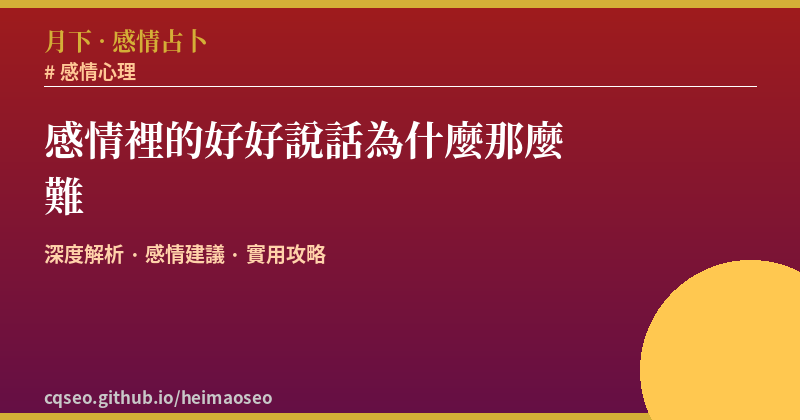 月下 · 感情占卜
# 感情心理
感情裡的好好說話為什麼那麼
難
深度解析 · 感情建議 · 實用攻略
cqseo.github.io/heimaoseo